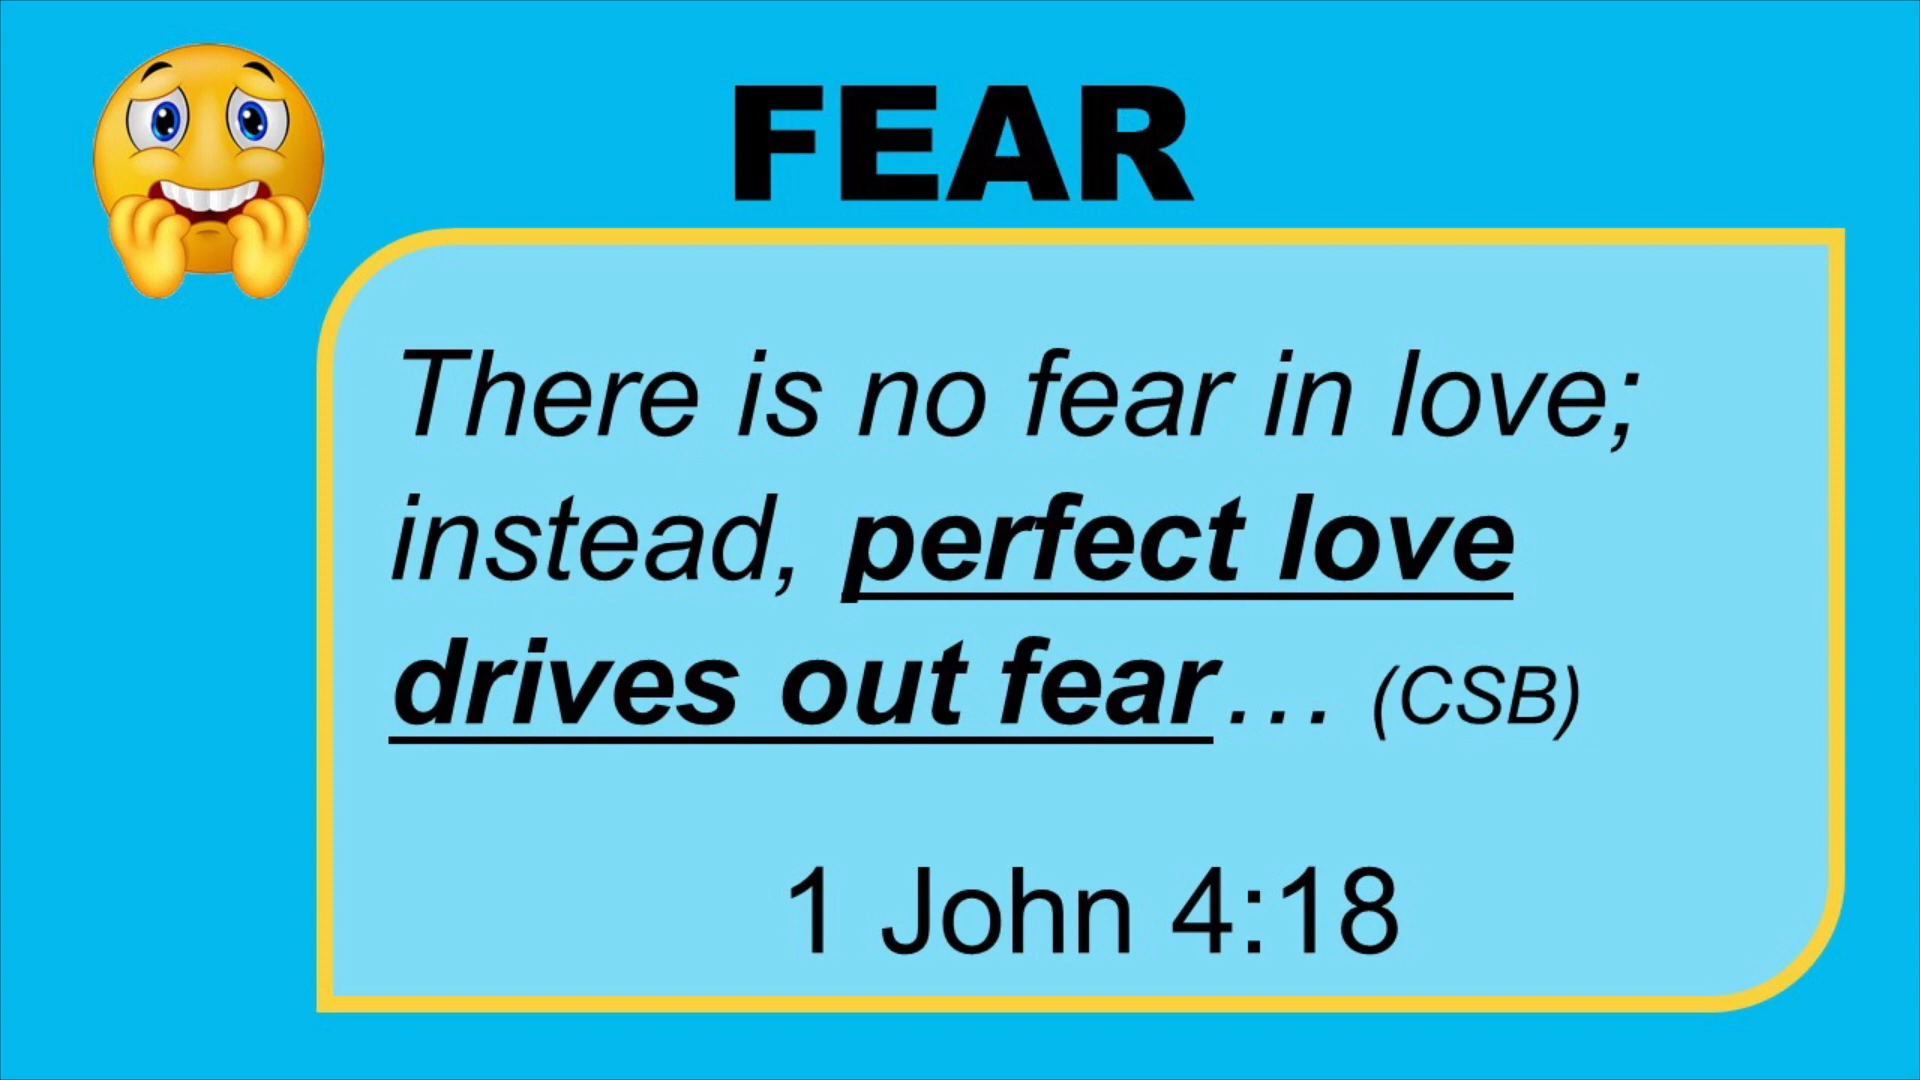 FEAR
There is no fear in love;
instead, perfect love
drives out fear… (CSB)
1 John 4:18